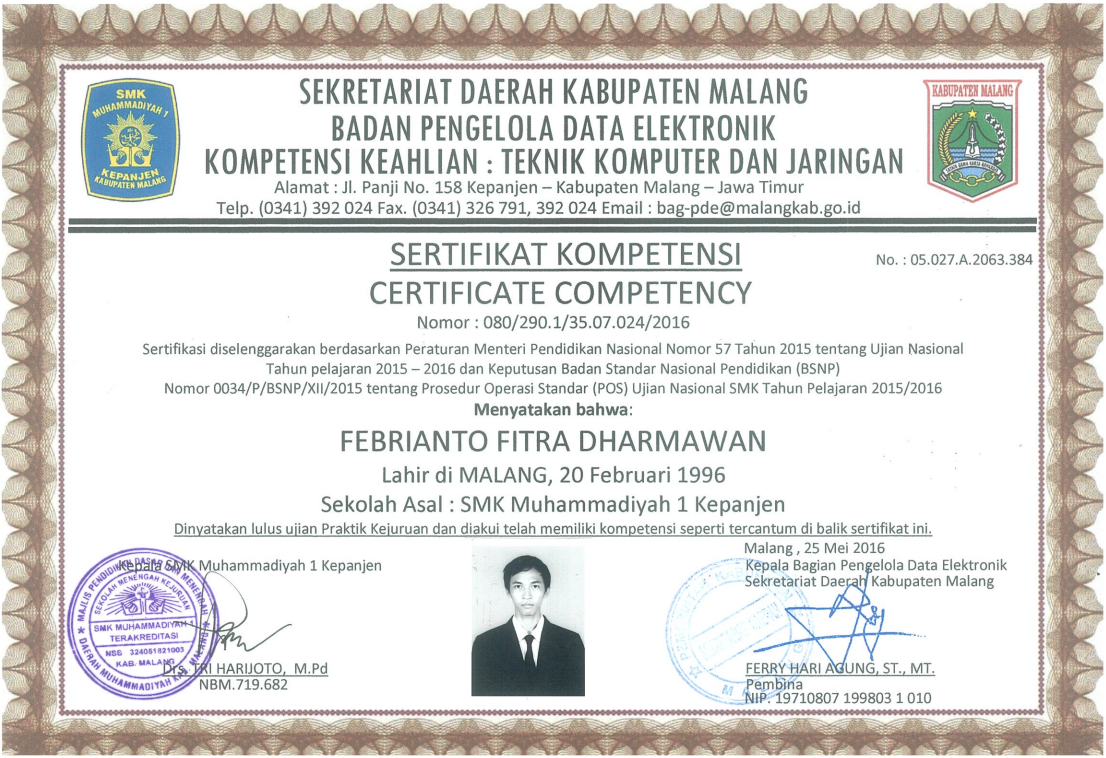 SMK
MUHAMMADIYAH 1
KEPANJEN
KABUPATEN MALANG
SEKRETARIAT DAERAH KABUPATEN MALANG
BADAN PENGELOLA DATA ELEKTRONIK
KOMPETENSI KEAHLIAN : TEKNIK KOMPUTER DAN JARINGAN
Alamat : Jl. Panji No. 158 Kepanjen – Kabupaten Malang – Jawa Timur
Telp. (0341) 392 024 Fax. (0341) 326 791, 392 024 Email : bag-pde@malangkab.go.id
KABUPATEN MALANG
SERTIFIKAT KOMPETENSI
No. : 05.027.A.2063.384
CERTIFICATE COMPETENCY
Nomor : 080/290.1/35.07.024/2016
Sertifikasi diselenggarakan berdasarkan Peraturan Menteri Pendidikan Nasional Nomor 57 Tahun 2015 tentang Ujian Nasional
Tahun pelajaran 2015 – 2016 dan Keputusan Badan Standar Nasional Pendidikan (BSNP)
Nomor 0034/P/BSNP/XII/2015 tentang Prosedur Operasi Standar (POS) Ujian Nasional SMK Tahun Pelajaran 2015/2016
Menyatakan bahwa:
FEBRIANTO FITRA DHARMAWAN
Lahir di MALANG, 20 Februari 1996
Sekolah Asal : SMK Muhammadiyah 1 Kepanjen
Dinyatakan lulus ujian Praktik Kejuruan dan diakui telah memiliki kompetensi seperti tercantum di balik sertifikat ini.
Kepala SMK Muhammadiyah 1 Kepanjen
MAJLIS PENDIDIKAN DASAR DAN MENENGAH
SEKOLAH MENENGAH KEJURUAN
SMK MUHAMMADIYAH 1
TERAKREDITASI
NSS 324051821003
KAB. MALANG
DAERAH MUHAMMADIYAH KAB. MALANG
Drs. TRI HARIJOTO, M.Pd
NBM.719.682
Malang , 25 Mei 2016
Kepala Bagian Pengelola Data Elektronik
Sekretariat Daerah Kabupaten Malang
FERRY HARI AGUNG, ST., MT.
Pembina
NIP. 19710807 199803 1 010